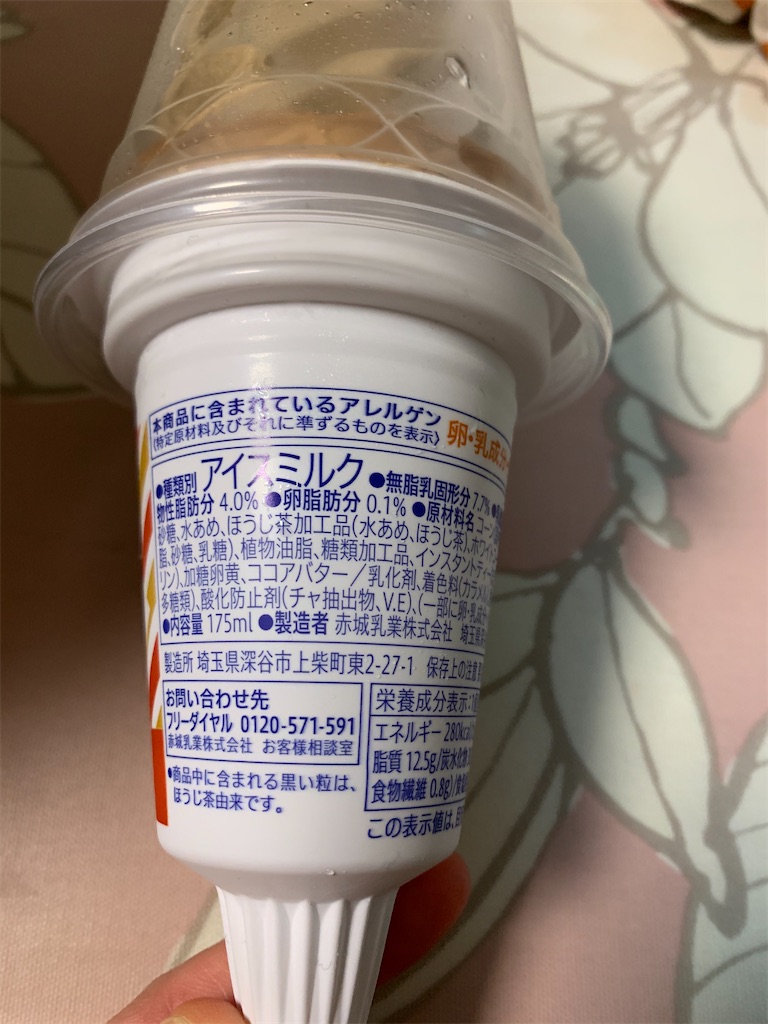 本商品に含まれているアレルゲン
(特定原材料及びそれに準ずるものを表示) 卵・乳成分
●種類別 アイスミルク ●無脂乳固形分 7.7% ●
物性脂肪分 4.0% ●卵脂肪分 0.1% ●原材料名 コーン
砂糖、水あめ、ほうじ茶加工品(水あめ、ほうじ茶)、ホワイト
脂、砂糖、乳糖)、植物油脂、糖類加工品、インスタントティー
リン)、加糖卵黄、ココアバター/乳化剤、着色料(カラメル
多糖類)、酸化防止剤(チャ抽出物、V.E)、(一部に卵・乳成分
●内容量 175ml ●製造者 赤城乳業株式会社 埼玉県
製造所 埼玉県深谷市上柴町東2-27-1 保存上の注意
お問い合わせ先
フリーダイヤル 0120-571-591
赤城乳業株式会社 お客様相談室
●商品中に含まれる黒い粒は、
ほうじ茶由来です。
栄養成分表示:1個
エネルギー 280kcal
脂質 12.5g/炭水化物
食物繊維 0.8g)/食塩
この表示値は、目